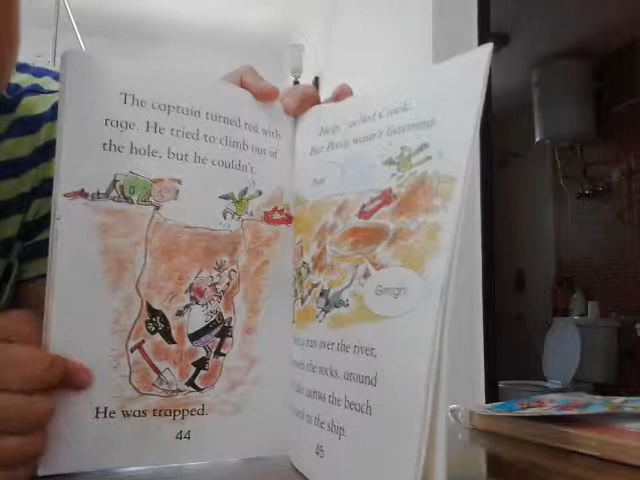 The captain turned red with
rage. He tried to climb out of
the hole, but he couldn't.
He was trapped.
44
Help," yelled Crook.
But Poll wasn't listening.
Grrrgh!
ran over the river,
the rocks, around
across the beach
to the ship.
45